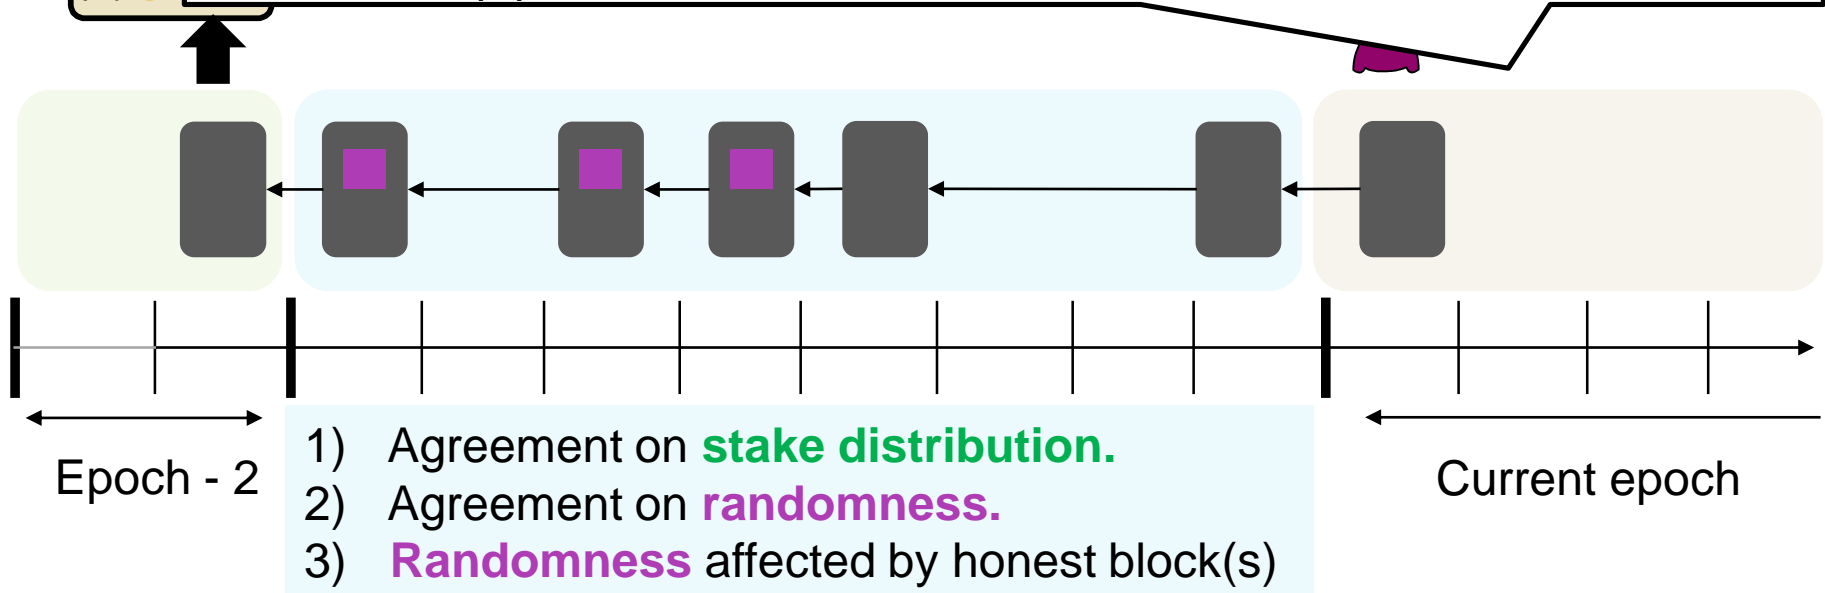 1) Agreement on stake distribution.
Epoch - 2
2) Agreement on randomness.
Current epoch
3) Randomness affected by honest block(s)